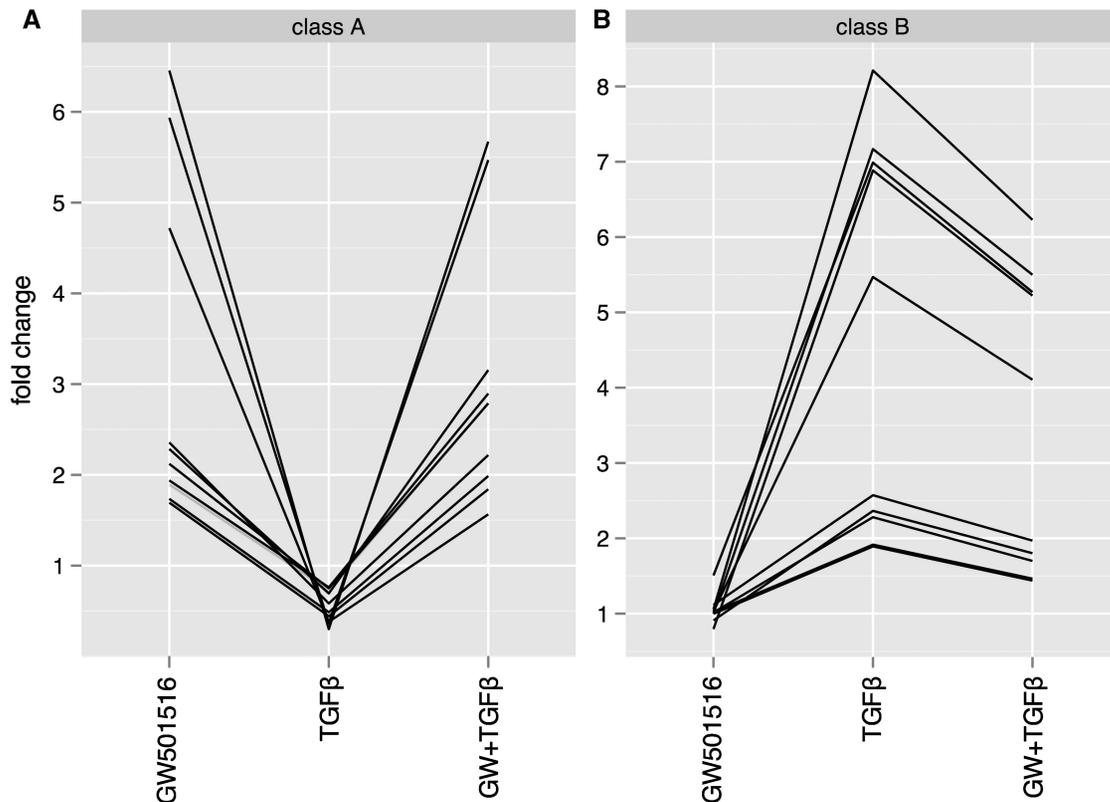 A
class A
fold change
6
5
4
3
2
1
GW501516
TGFβ
GW+TGFβ
B
class B
8
7
6
5
4
3
2
1
GW501516
TGFβ
GW+TGFβ